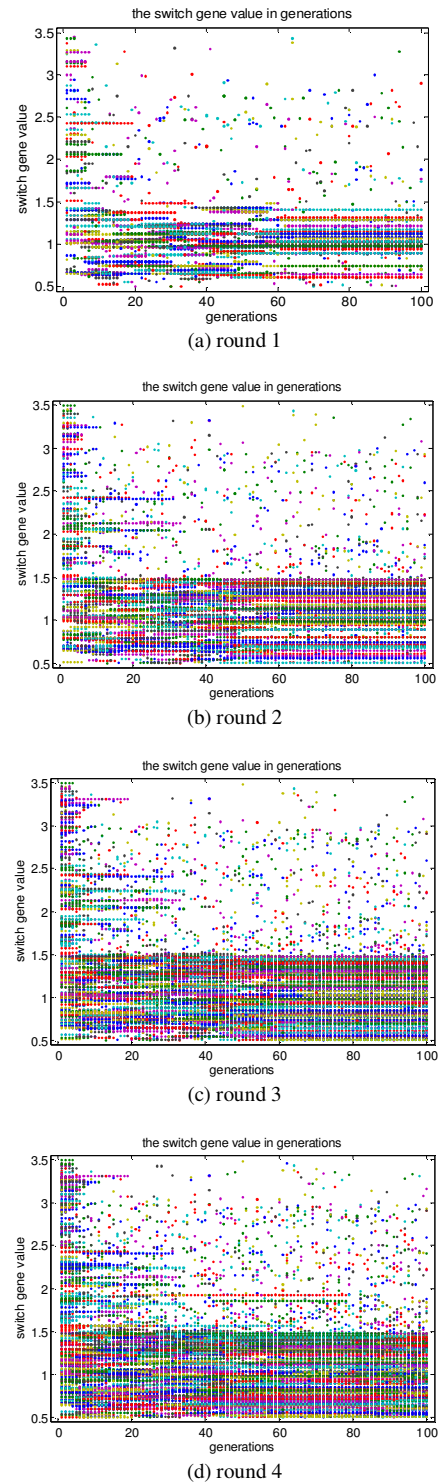 the switch gene value in generations
3.5
3
2.5
2
1.5
1
0.5
switch gene value
0 20 40 60 80 100
generations
(a) round 1
the switch gene value in generations
3.5
3
2.5
2
1.5
1
0.5
switch gene value
0 20 40 60 80 100
generations
(b) round 2
the switch gene value in generations
3.5
3
2.5
2
1.5
1
0.5
switch gene value
0 20 40 60 80 100
generations
(c) round 3
the switch gene value in generations
3.5
3
2.5
2
1.5
1
0.5
switch gene value
0 20 40 60 80 100
generations
(d) round 4